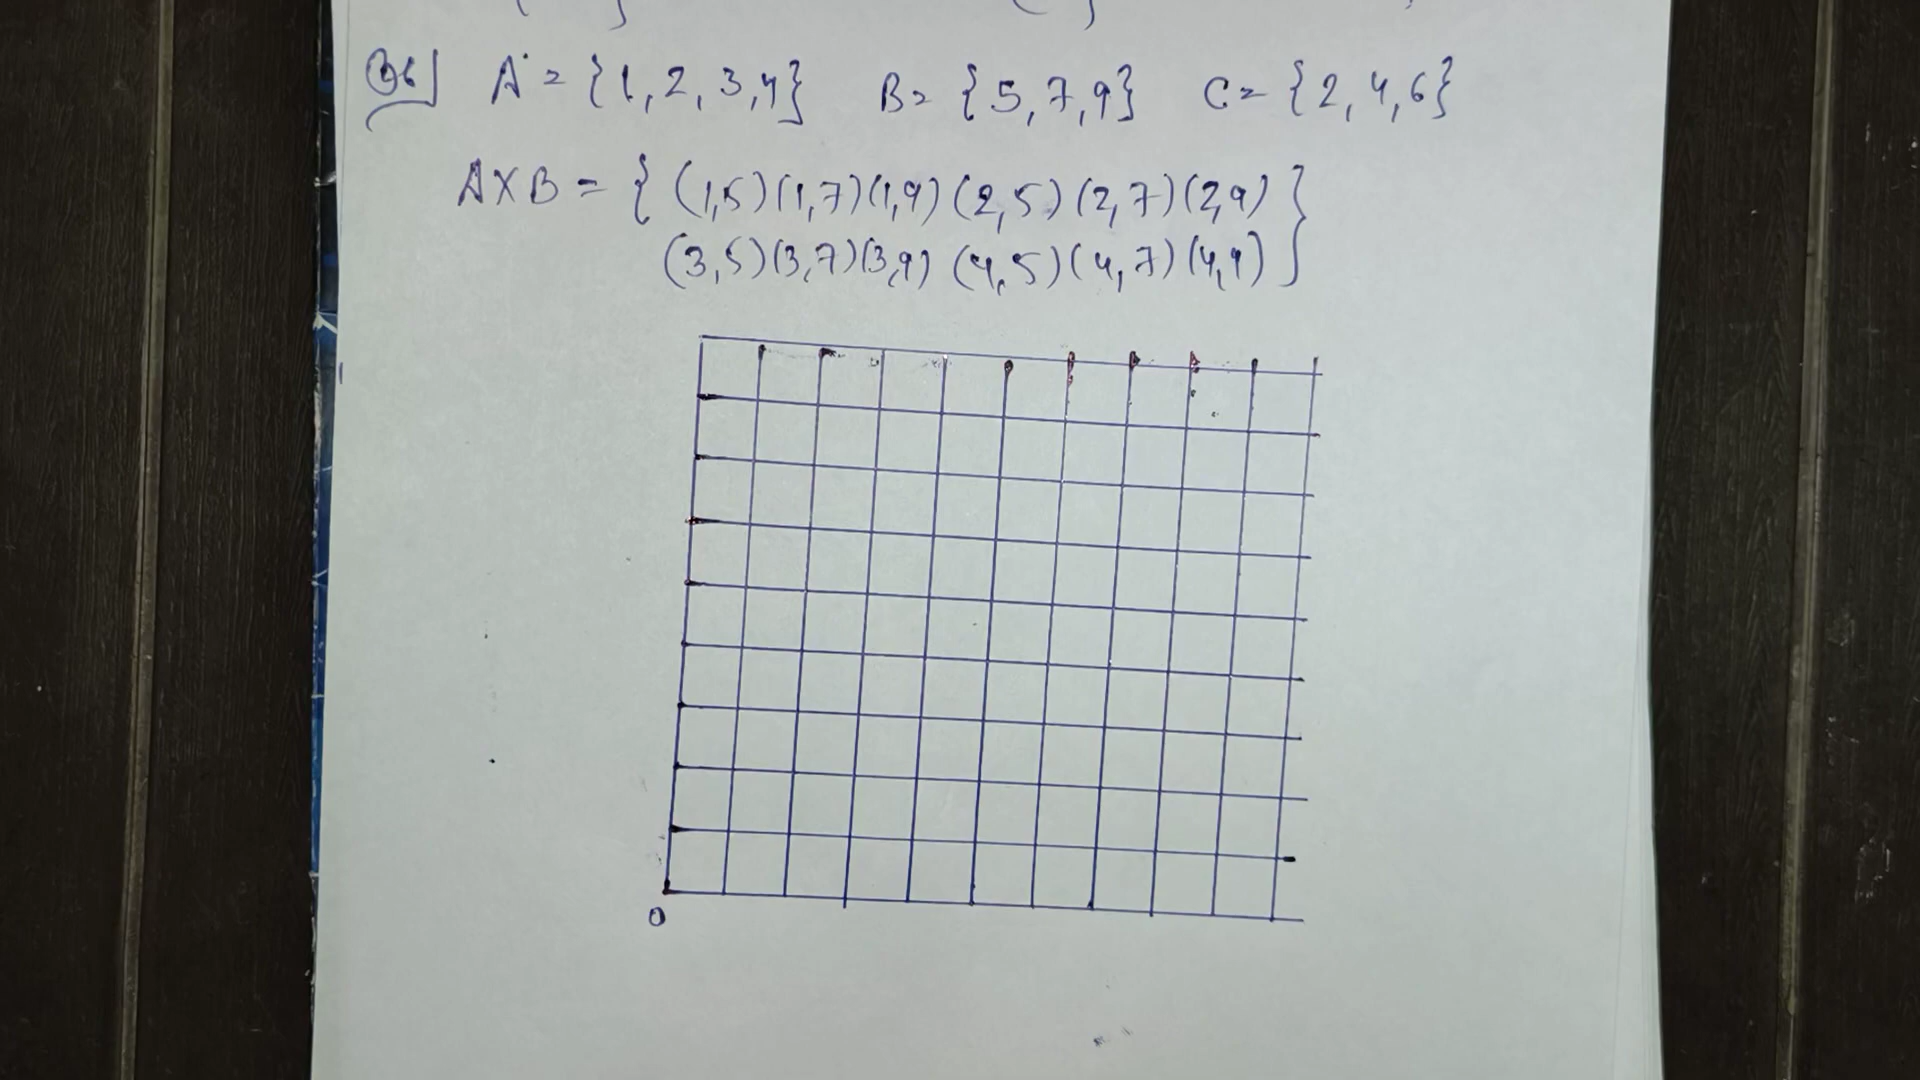 Q6] A = {1, 2, 3, 4} B = {5, 7, 9} C = {2, 4, 6}
A×B = { (1,5) (1,7) (1,9) (2,5) (2,7) (2,9)
(3,5) (3,7) (3,9) (4,5) (4,7) (4,9) }
0